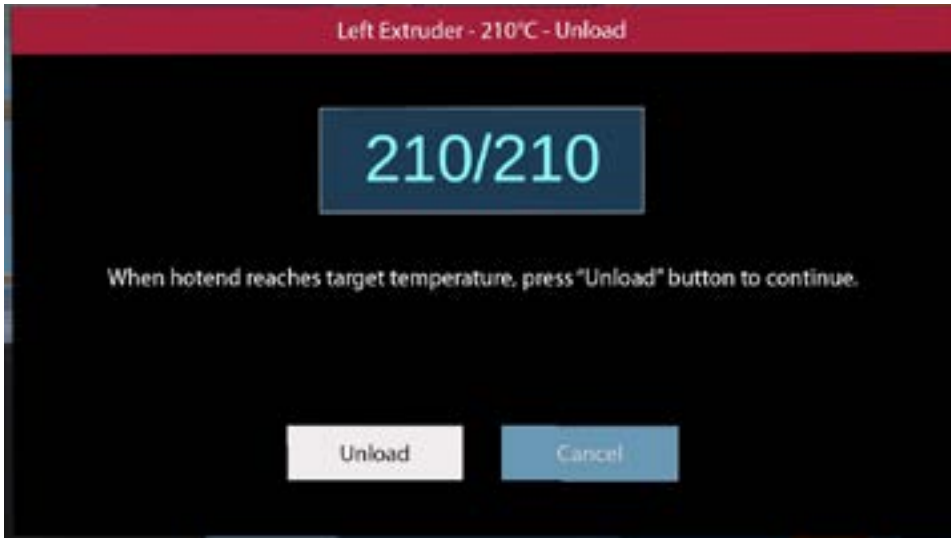 Left Extruder - 210°C - Unload
210/210
When hotend reaches target temperature, press "Unload" button to continue.
Unload
Cancel